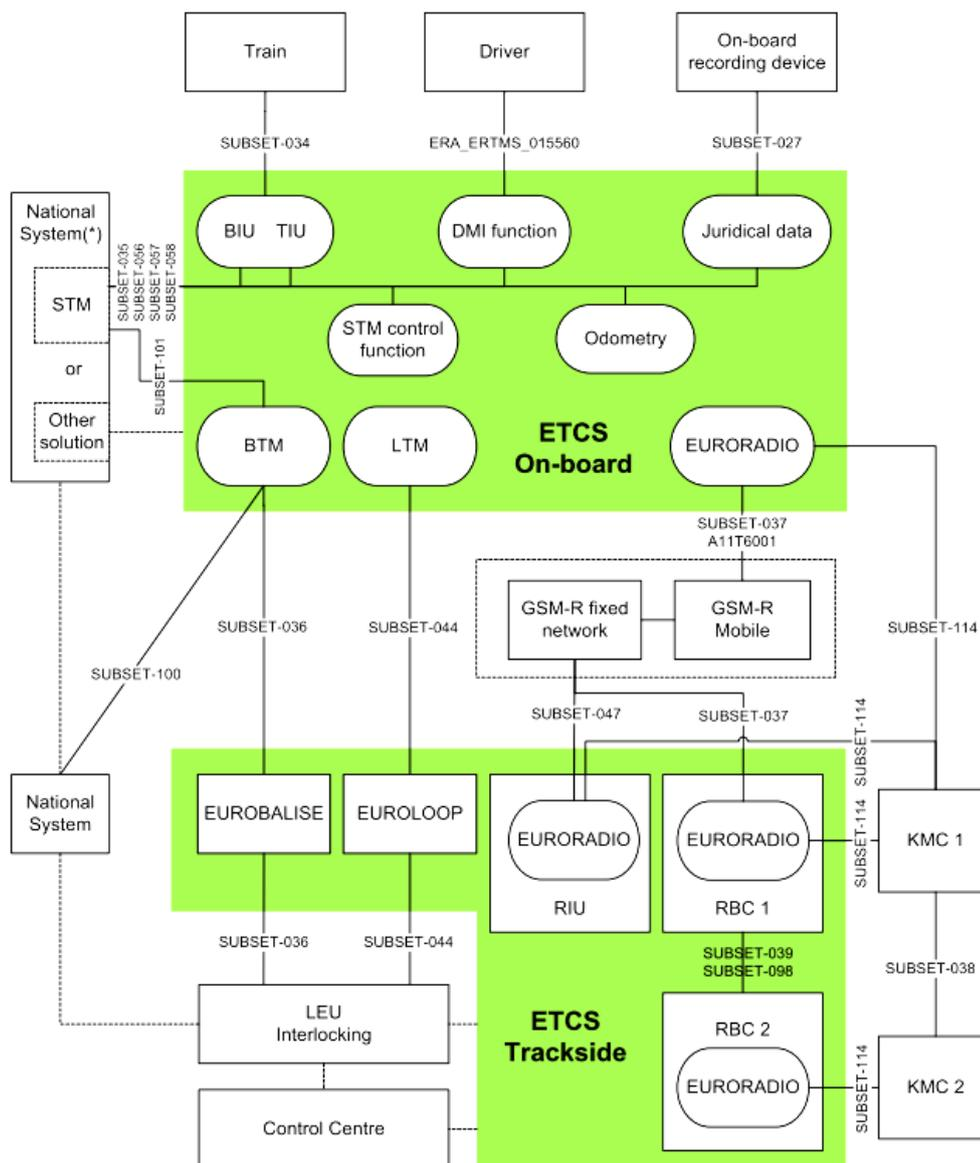 Train
Driver
On-board
recording device
SUBSET-034
ERA_ERTMS_015560
SUBSET-027
National
System(*)
STM
or
Other
solution
SUBSET-035
SUBSET-056
SUBSET-057
SUBSET-058
SUBSET-101
BIU TIU
DMI function
Juridical data
STM control
function
Odometry
BTM
LTM
ETCS
On-board
EURORADIO
SUBSET-037
A11T6001
GSM-R fixed
network
GSM-R
Mobile
SUBSET-036
SUBSET-044
SUBSET-114
SUBSET-100
SUBSET-047
SUBSET-037
SUBSET-114
National
System
EUROBALISE
EUROLOOP
EURORADIO
RIU
EURORADIO
RBC 1
SUBSET-114
KMC 1
SUBSET-036
SUBSET-044
SUBSET-039
SUBSET-098
SUBSET-038
LEU
Interlocking
ETCS
Trackside
RBC 2
EURORADIO
SUBSET-114
KMC 2
Control Centre